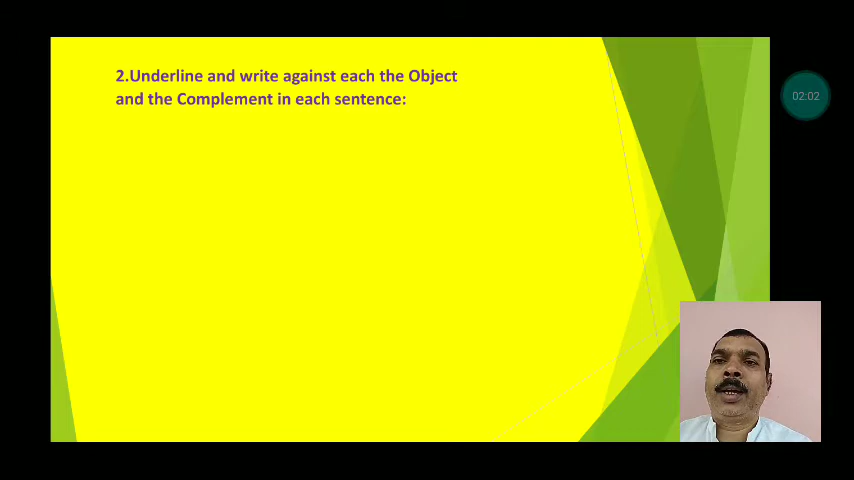 2.Underline and write against each the Object
and the Complement in each sentence:
02:02